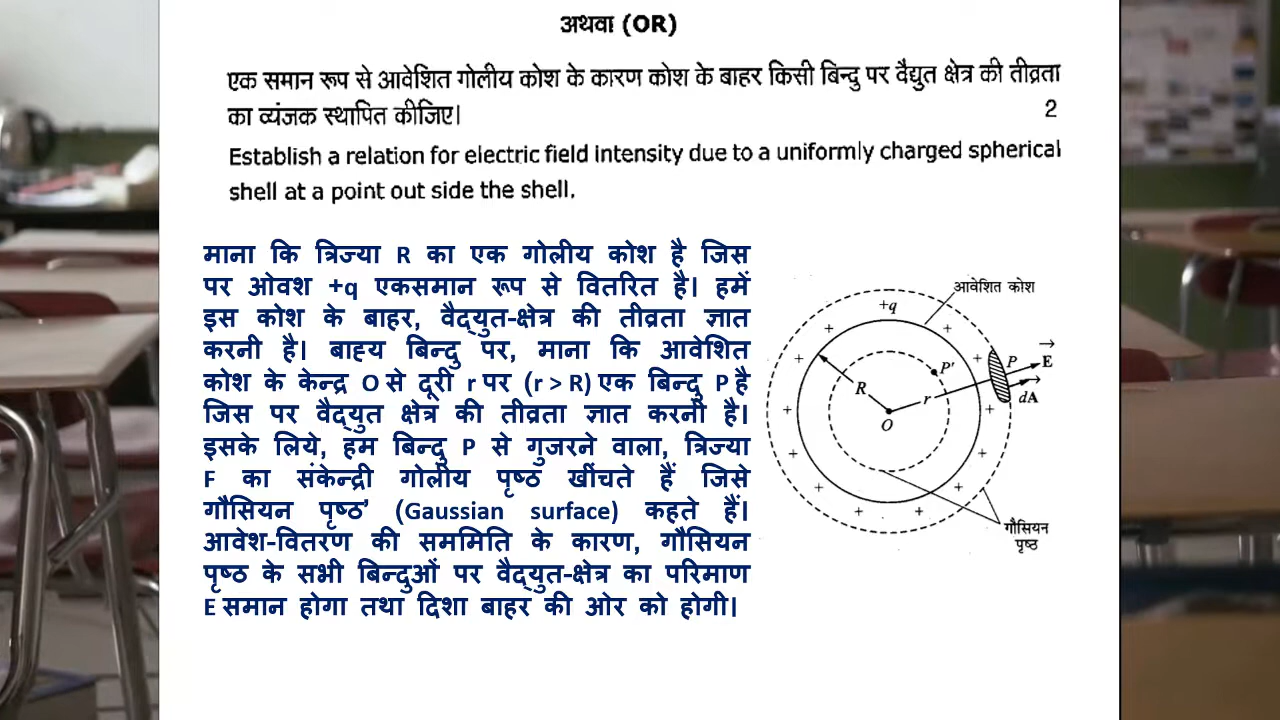 अथवा (OR)
एक समान रूप से आवेशित गोलीय कोश के कारण कोश के बाहर किसी बिन्दु पर वैद्युत क्षेत्र की तीव्रता
का व्यंजक स्थापित कीजिए।
2
Establish a relation for electric field intensity due to a uniformly charged spherical
shell at a point out side the shell.
माना कि त्रिज्या R का एक गोलीय कोश है जिस
पर ओवश +q एकसमान रूप से वितरित है। हमें
इस कोश के बाहर, वैद्युत-क्षेत्र की तीव्रता ज्ञात
करनी है। बाह्य बिन्दु पर, माना कि आवेशित
कोश के केन्द्र O से दूरी r पर (r > R) एक बिन्दु P है
जिस पर वैद्युत क्षेत्र की तीव्रता ज्ञात करनी है।
इसके लिये, हम बिन्दु P से गुजरने वाला, त्रिज्या
F का संकेन्द्री गोलीय पृष्ठ खींचते हैं जिसे
गौसियन पृष्ठ’ (Gaussian surface) कहते हैं।
आवेश-वितरण की सममिति के कारण, गौसियन
पृष्ठ के सभी बिन्दुओं पर वैद्युत-क्षेत्र का परिमाण
E समान होगा तथा दिशा बाहर की ओर को होगी।
आवेशित कोश
+q
+ +
+ + P E
P'
R r dA
+ +
O
+ +
+ +
+ +
गौसियन
पृष्ठ